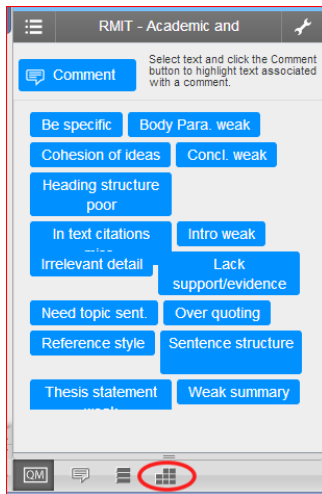 RMIT - Academic and
Comment
Select text and click the Comment
button to highlight text associated
with a comment.
Be specific
Body Para. weak
Cohesion of ideas
Concl. weak
Heading structure
poor
In text citations
Intro weak
Irrelevant detail
Lack
support/evidence
Need topic sent.
Over quoting
Reference style
Sentence structure
Thesis statement
Weak summary
QM